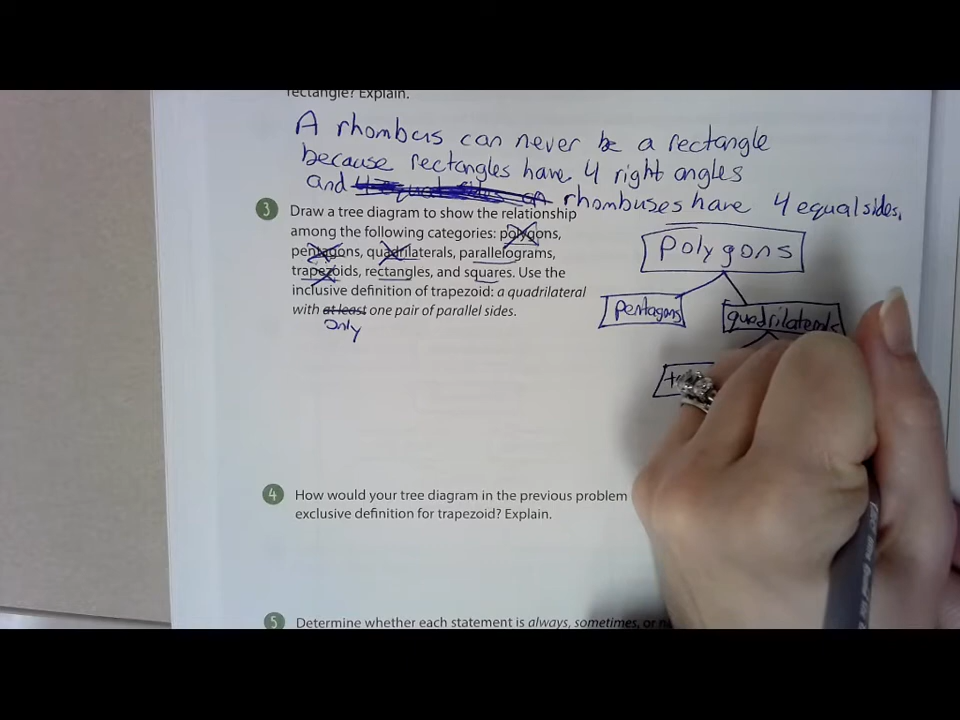 rectangle? Explain.
A rhombus can never be a rectangle
because rectangles have 4 right angles
and rhombuses have 4 equal sides.
3 Draw a tree diagram to show the relationship
among the following categories: polygons,
pentagons, quadrilaterals, parallelograms,
trapezoids, rectangles, and squares. Use the
inclusive definition of trapezoid: a quadrilateral
with at least one pair of parallel sides.
only
Polygons
pentagons
quadrilaterals
4 How would your tree diagram in the previous problem
exclusive definition for trapezoid? Explain.
5 Determine whether each statement is always, sometimes, or